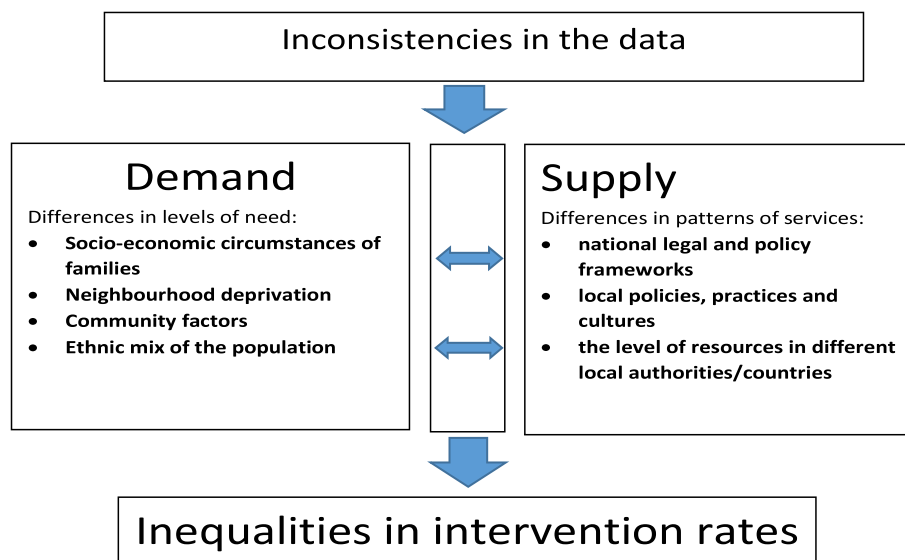 Inconsistencies in the data
Demand
Differences in levels of need:
• Socio-economic circumstances of
families
• Neighbourhood deprivation
• Community factors
• Ethnic mix of the population
Supply
Differences in patterns of services:
• national legal and policy
frameworks
• local policies, practices and
cultures
• the level of resources in different
local authorities/countries
Inequalities in intervention rates